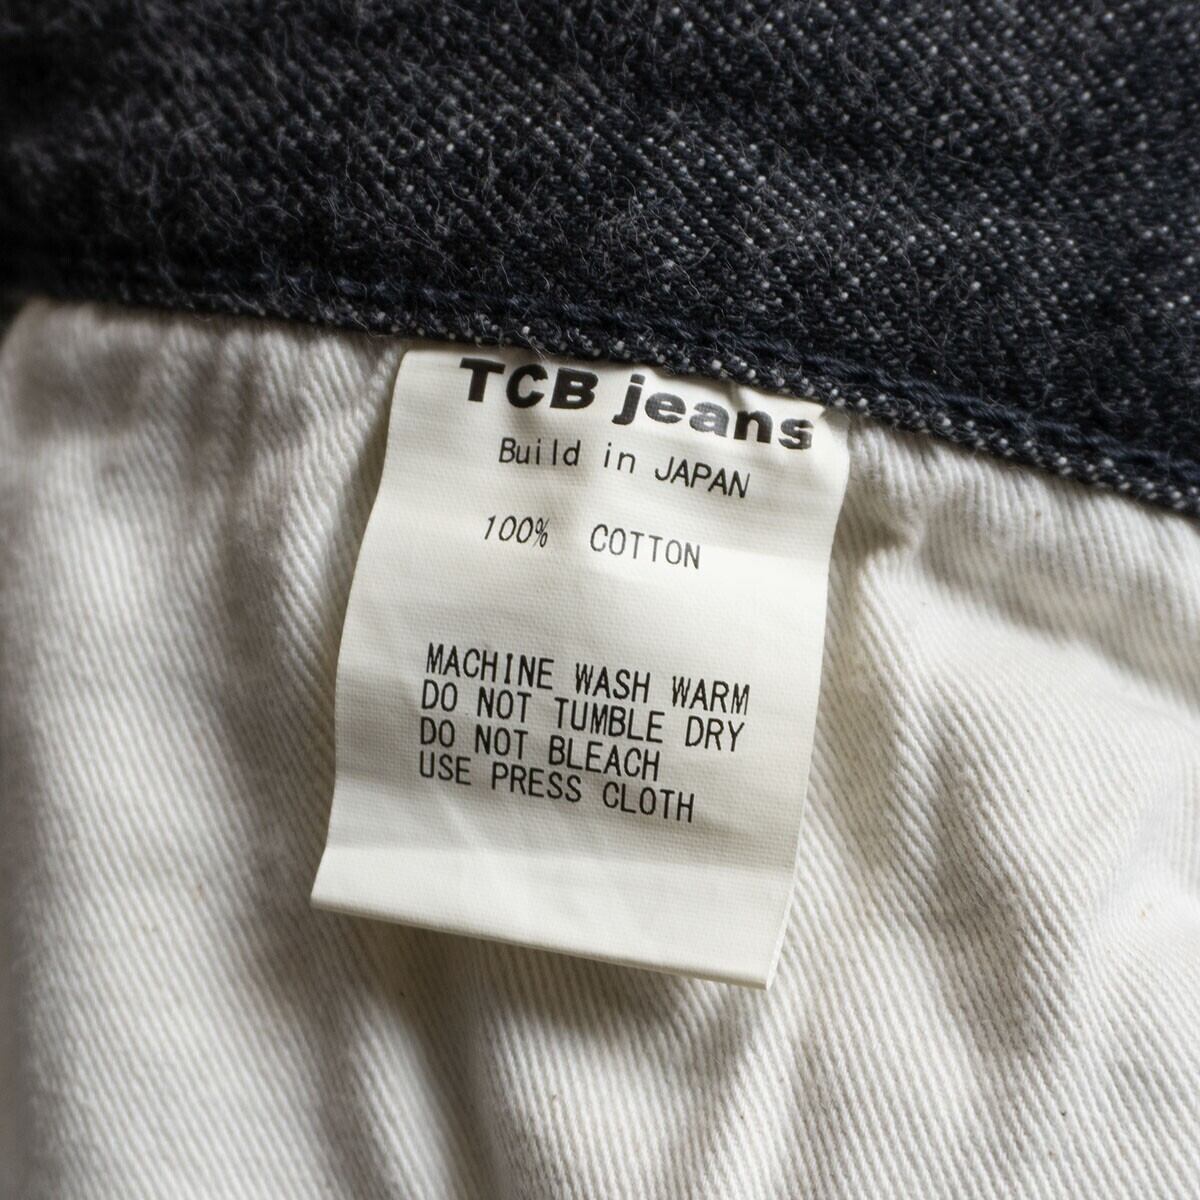 TCB jeans
Build in JAPAN
100% COTTON
MACHINE WASH WARM
DO NOT TUMBLE DRY
DO NOT BLEACH
USE PRESS CLOTH